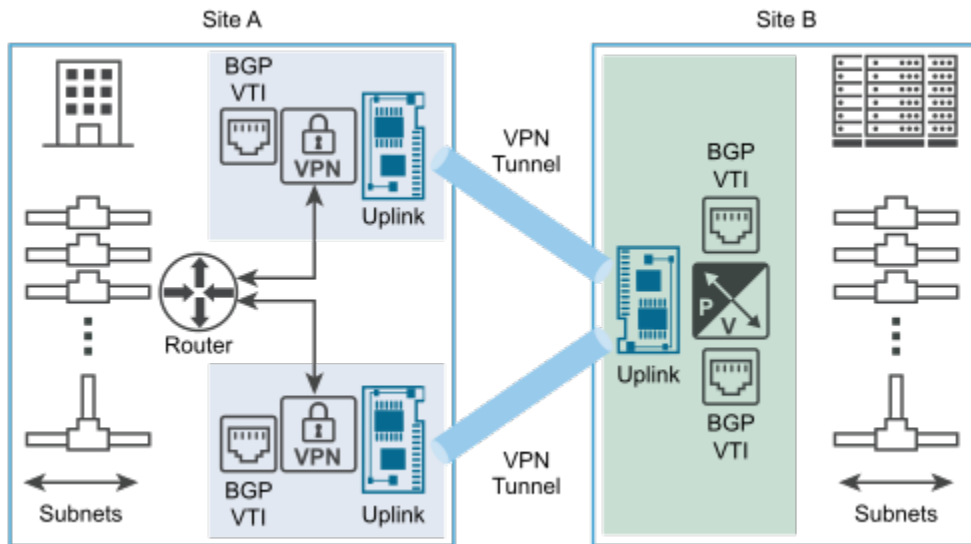 Site A
Site B
BGP
VTI
VPN
Uplink
VPN
Tunnel
BGP
VTI
Router
P
V
Uplink
BGP
VTI
VPN
BGP
VTI
Uplink
VPN
Tunnel
Subnets
Subnets